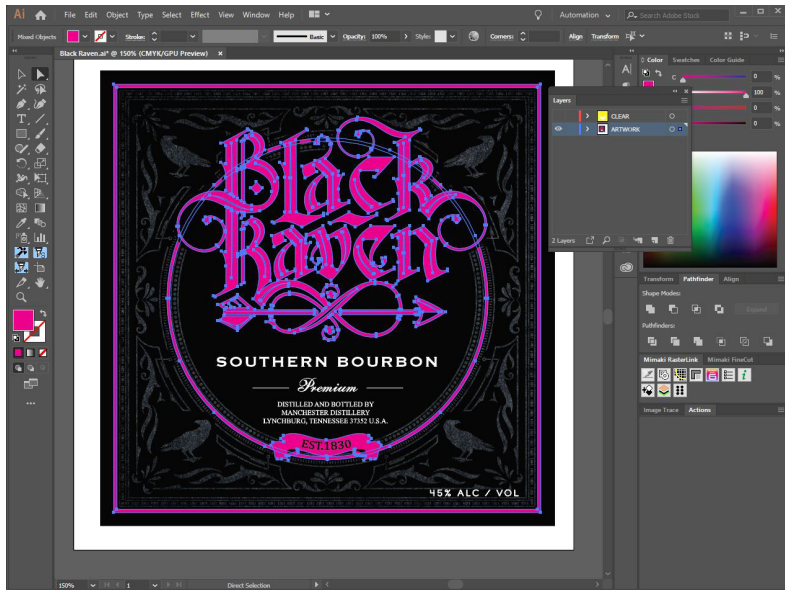 Ai File Edit Object Type Select Effect View Window Help Automation Search Adobe Stock
Mixed Objects Stroke: Basic Opacity: 100% Style: Corners: Align Transform
Black Raven.ai* @ 150% (CMYK/GPU Preview) ×
Color Swatches Color Guide
C 0 %
100 %
0 %
0 %
Layers
CLEAR
ARTWORK
2 Layers
Black
Raven
SOUTHERN BOURBON
Premium
DISTILLED AND BOTTLED BY
MANCHESTER DISTILLERY
LYNCHBURG, TENNESSEE 37352 U.S.A.
EST.1830
45% ALC / VOL
Transform Pathfinder Align
Shape Modes:
Expand
Pathfinders:
Mimaki RasterLink Mimaki FineCut
Image Trace Actions
150% 1 Direct Selection